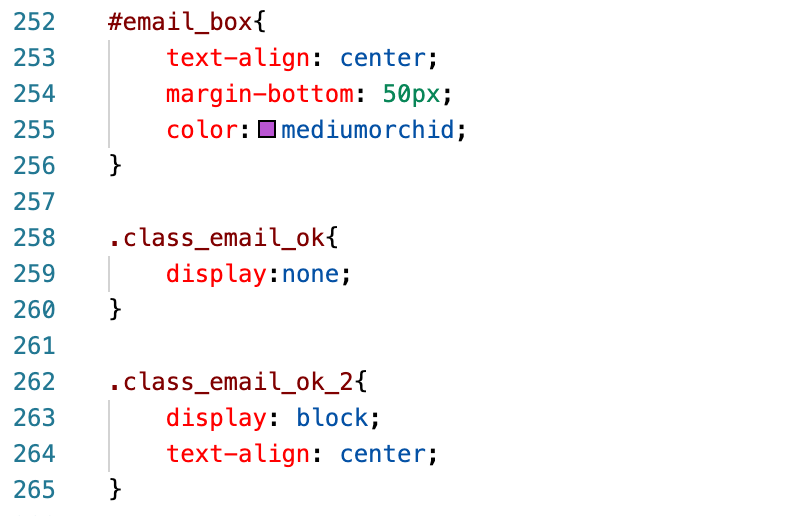 252 #email_box{
253 text-align: center;
254 margin-bottom: 50px;
255 color: mediumorchid;
256 }
257
258 .class_email_ok{
259 display:none;
260 }
261
262 .class_email_ok_2{
263 display: block;
264 text-align: center;
265 }